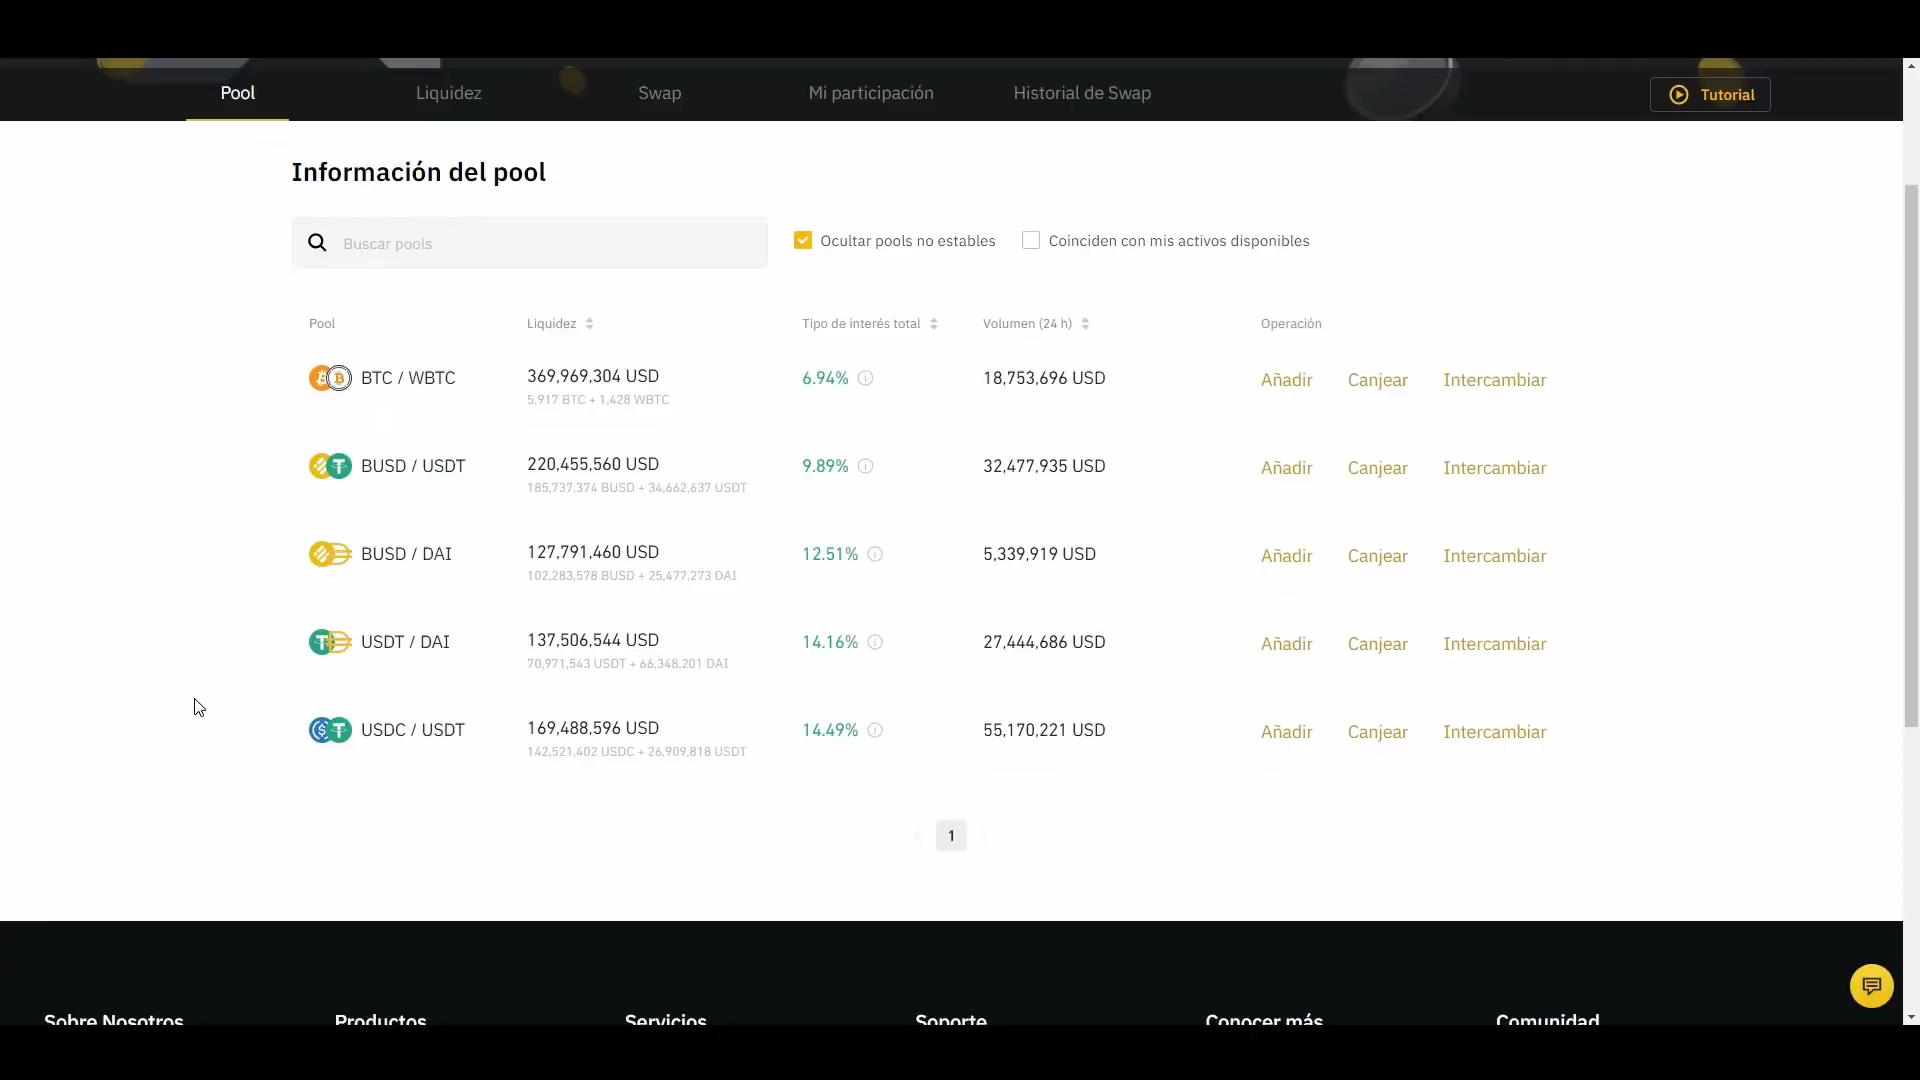 Pool Liquidez Swap Mi participación Historial de Swap Tutorial
Información del pool
Buscar pools Ocultar pools no estables Coinciden con mis activos disponibles
Pool Liquidez Tipo de interés total Volumen (24 h) Operación
BTC / WBTC 369,969,304 USD 6.94% 18,753,696 USD Añadir Canjear Intercambiar
5,917 BTC + 1,428 WBTC
BUSD / USDT 220,455,560 USD 9.89% 32,477,935 USD Añadir Canjear Intercambiar
185,737,374 BUSD + 34,662,637 USDT
BUSD / DAI 127,791,460 USD 12.51% 5,339,919 USD Añadir Canjear Intercambiar
102,283,578 BUSD + 25,477,273 DAI
USDT / DAI 137,506,544 USD 14.16% 27,444,686 USD Añadir Canjear Intercambiar
70,971,543 USDT + 66,348,201 DAI
USDC / USDT 169,488,596 USD 14.49% 55,170,221 USD Añadir Canjear Intercambiar
142,521,402 USDC + 26,909,818 USDT
1
Sobre Nosotros Productos Servicios Soporte Conocer más Comunidad